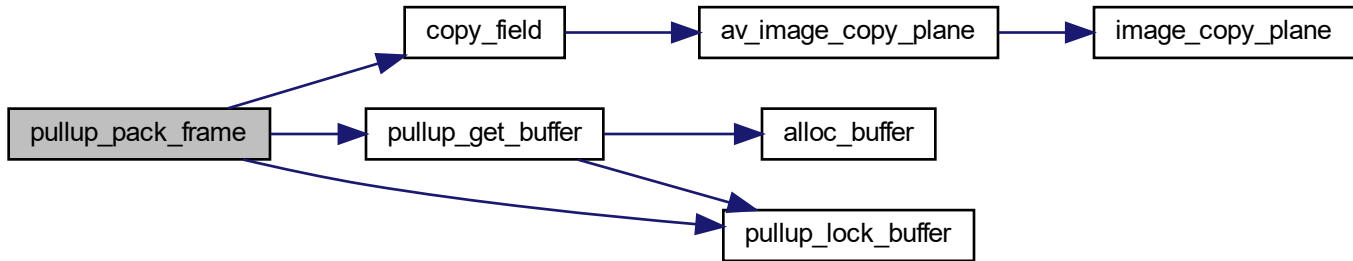 copy_field
av_image_copy_plane
image_copy_plane
pullup_pack_frame
pullup_get_buffer
alloc_buffer
pullup_lock_buffer